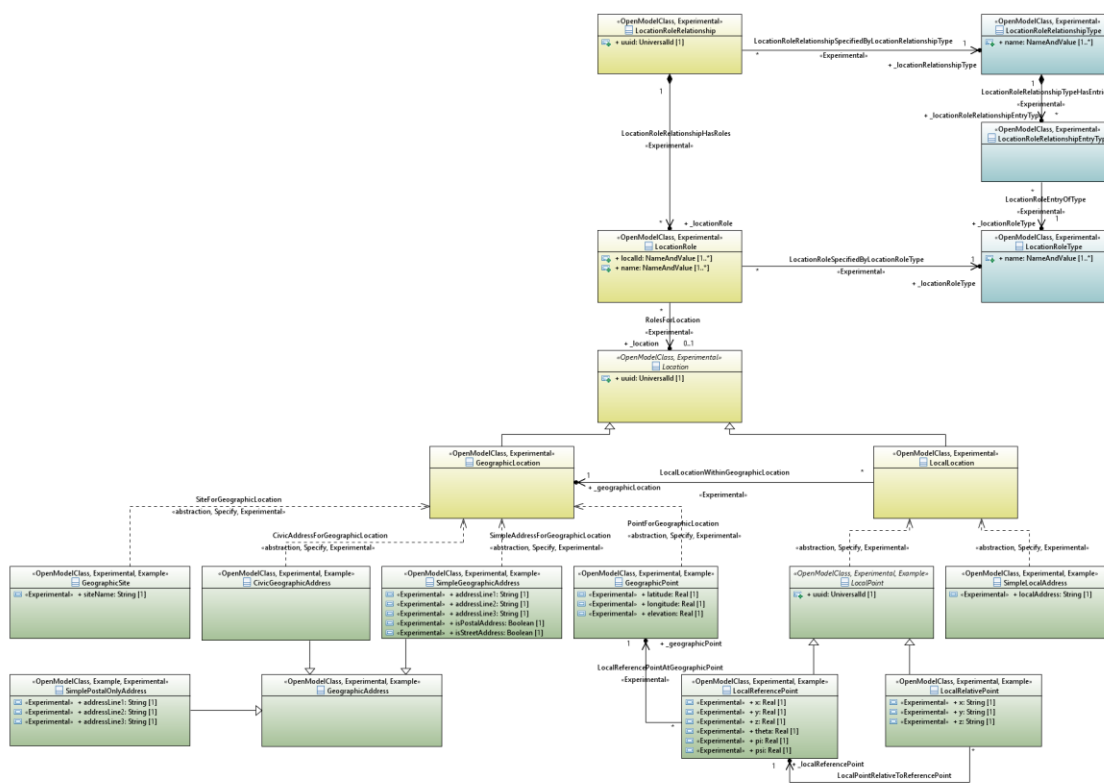 «OpenModelClass, Experimental»
LocationRoleRelationship
+ uuid: UniversalId [1]
LocationRoleRelationshipSpecifiedByLocationRelationshipType
«Experimental»
*
1
+ _locationRelationshipType
«OpenModelClass, Experimental»
LocationRoleRelationshipType
+ name: NameAndValue [1..*]
1
LocationRoleRelationshipTypeHasEntrie
«Experimental»
+ _locationRoleRelationshipEntryType
*
«OpenModelClass, Experimental»
LocationRoleRelationshipEntryType
1
LocationRoleRelationshipHasRoles
«Experimental»
*
+ _locationRole
*
LocationRoleEntryOfType
«Experimental»
+ _locationRoleType
1
«OpenModelClass, Experimental»
LocationRole
+ localId: NameAndValue [1..*]
+ name: NameAndValue [1..*]
LocationRoleSpecifiedByLocationRoleType
«Experimental»
*
1
+ _locationRoleType
«OpenModelClass, Experimental»
LocationRoleType
+ name: NameAndValue [1..*]
*
RolesForLocation
«Experimental»
+ _location
0..1
«OpenModelClass, Experimental»
Location
+ uuid: UniversalId [1]
«OpenModelClass, Experimental»
GeographicLocation
LocalLocationWithinGeographicLocation
1
*
+ _geographicLocation
«Experimental»
«OpenModelClass, Experimental»
LocalLocation
SiteForGeographicLocation
«abstraction, Specify, Experimental»
CivicAddressForGeographicLocation
«abstraction, Specify, Experimental»
SimpleAddressForGeographicLocation
«abstraction, Specify, Experimental»
PointForGeographicLocation
«abstraction, Specify, Experimental»
«abstraction, Specify, Experimental»
«abstraction, Specify, Experimental»
«OpenModelClass, Experimental, Example»
GeographicSite
«Experimental» + siteName: String [1]
«OpenModelClass, Experimental, Example»
CivicGeographicAddress
«OpenModelClass, Experimental, Example»
SimpleGeographicAddress
«Experimental» + addressLine1: String [1]
«Experimental» + addressLine2: String [1]
«Experimental» + addressLine3: String [1]
«Experimental» + isPostalAddress: Boolean [1]
«Experimental» + isStreetAddress: Boolean [1]
«OpenModelClass, Experimental, Example»
GeographicPoint
«Experimental» + latitude: Real [1]
«Experimental» + longitude: Real [1]
«Experimental» + elevation: Real [1]
«OpenModelClass, Experimental, Example»
LocalPoint
+ uuid: UniversalId [1]
«OpenModelClass, Experimental, Example»
SimpleLocalAddress
«Experimental» + localAddress: String [1]
1
+ _geographicPoint
LocalReferencePointAtGeographicPoint
«Experimental»
*
«OpenModelClass, Example, Experimental»
SimplePostalOnlyAddress
«Experimental» + addressLine1: String [1]
«Experimental» + addressLine2: String [1]
«Experimental» + addressLine3: String [1]
«OpenModelClass, Experimental, Example»
GeographicAddress
«OpenModelClass, Experimental, Example»
LocalReferencePoint
«Experimental» + x: Real [1]
«Experimental» + y: Real [1]
«Experimental» + z: Real [1]
«Experimental» + theta: Real [1]
«Experimental» + pi: Real [1]
«Experimental» + psi: Real [1]
«OpenModelClass, Experimental, Example»
LocalRelativePoint
«Experimental» + x: String [1]
«Experimental» + y: String [1]
«Experimental» + z: String [1]
1
+ _localReferencePoint
*
LocalPointRelativeToReferencePoint